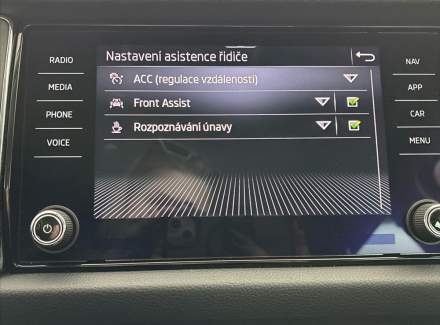 Nastavení asistence řidiče
ACC (regulace vzdálenosti)
Front Assist
Rozpoznávání únavy
RADIO
MEDIA
PHONE
VOICE
NAV
APP
CAR
MENU